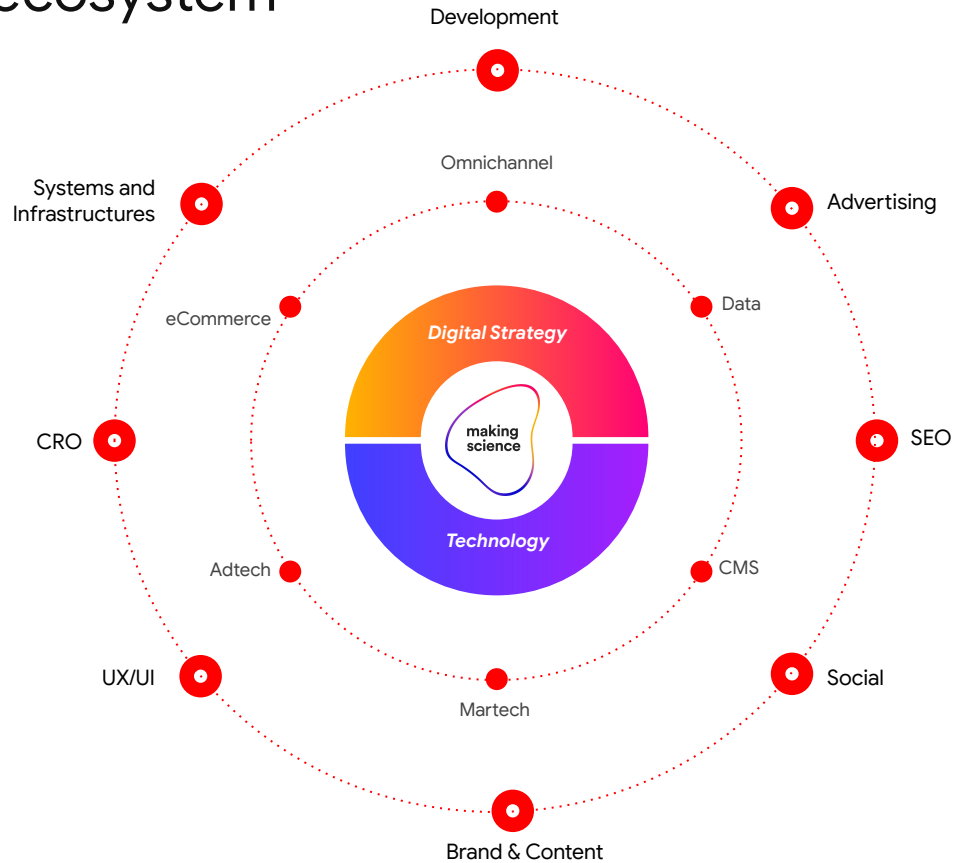 ecosystem
Development
Omnichannel
Systems and
Infrastructures
Advertising
Data
eCommerce
Digital Strategy
making
science
CRO
SEO
Technology
Adtech
CMS
UX/UI
Social
Martech
Brand & Content